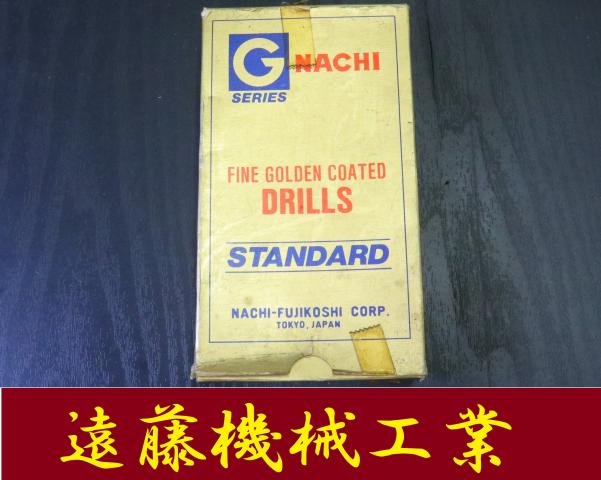 G
NACHI
SERIES
FINE GOLDEN COATED
DRILLS
STANDARD
NACHI-FUJIKOSHI CORP.
TOKYO, JAPAN
遠藤機械工業